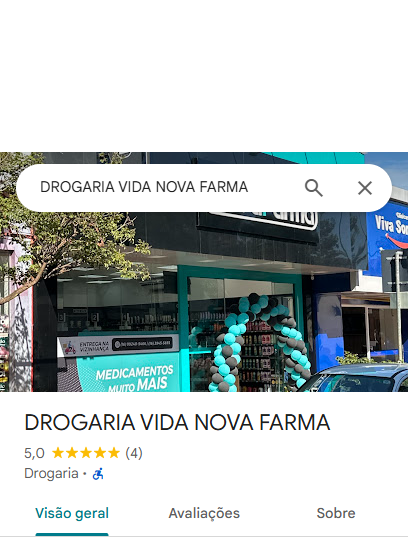 DROGARIA VIDA NOVA FARMA
Viva Sor
ENTREGA NA
VIZINHANÇA
MEDICAMENTOS
MUITO MAIS
DROGARIA VIDA NOVA FARMA
5,0 (4)
Drogaria ·
Visão geral Avaliações Sobre